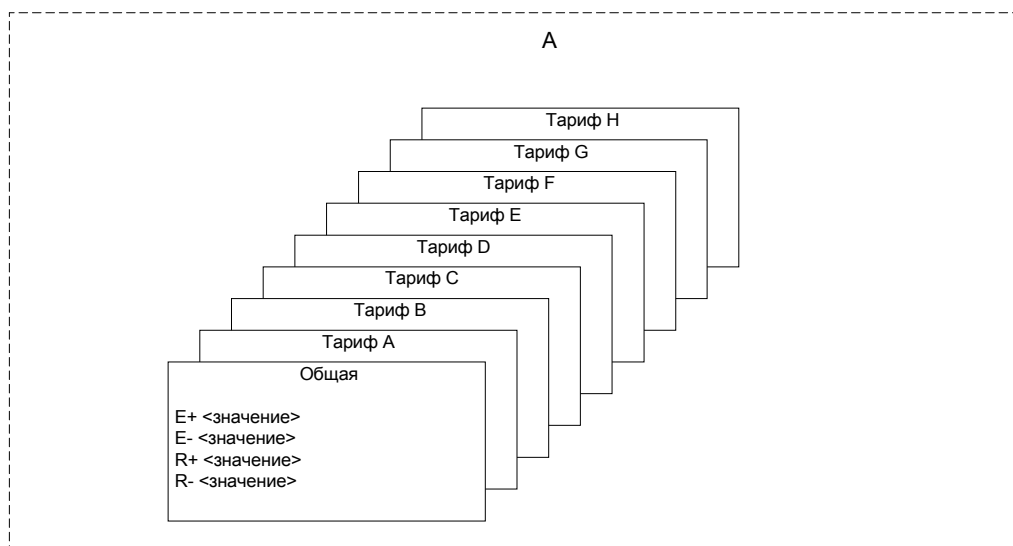 А
Тариф H
Тариф G
Тариф F
Тариф E
Тариф D
Тариф C
Тариф B
Тариф A
Общая
E+ <значение>
E- <значение>
R+ <значение>
R- <значение>